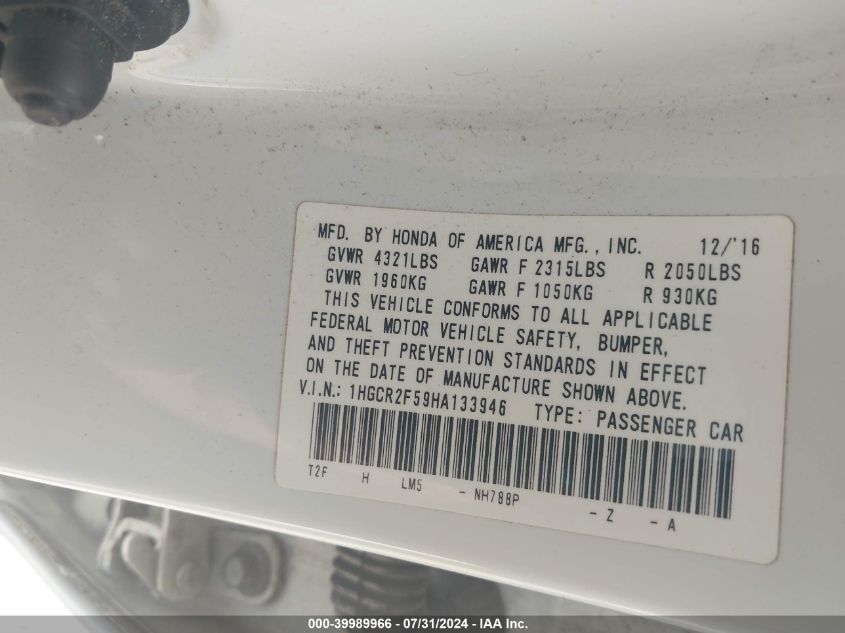 MFD. BY HONDA OF AMERICA MFG., INC. 12/'16
GVWR 4321LBS GAWR F 2315LBS R 2050LBS
GVWR 1960KG GAWR F 1050KG R 930KG
THIS VEHICLE CONFORMS TO ALL APPLICABLE
FEDERAL MOTOR VEHICLE SAFETY, BUMPER,
AND THEFT PREVENTION STANDARDS IN EFFECT
ON THE DATE OF MANUFACTURE SHOWN ABOVE.
V.I.N.: 1HGCR2F59HA133946 TYPE: PASSENGER CAR
T2F H LM5 - NH788P - Z - A
000-39989966 / 07/31/2024 - IAA Inc.